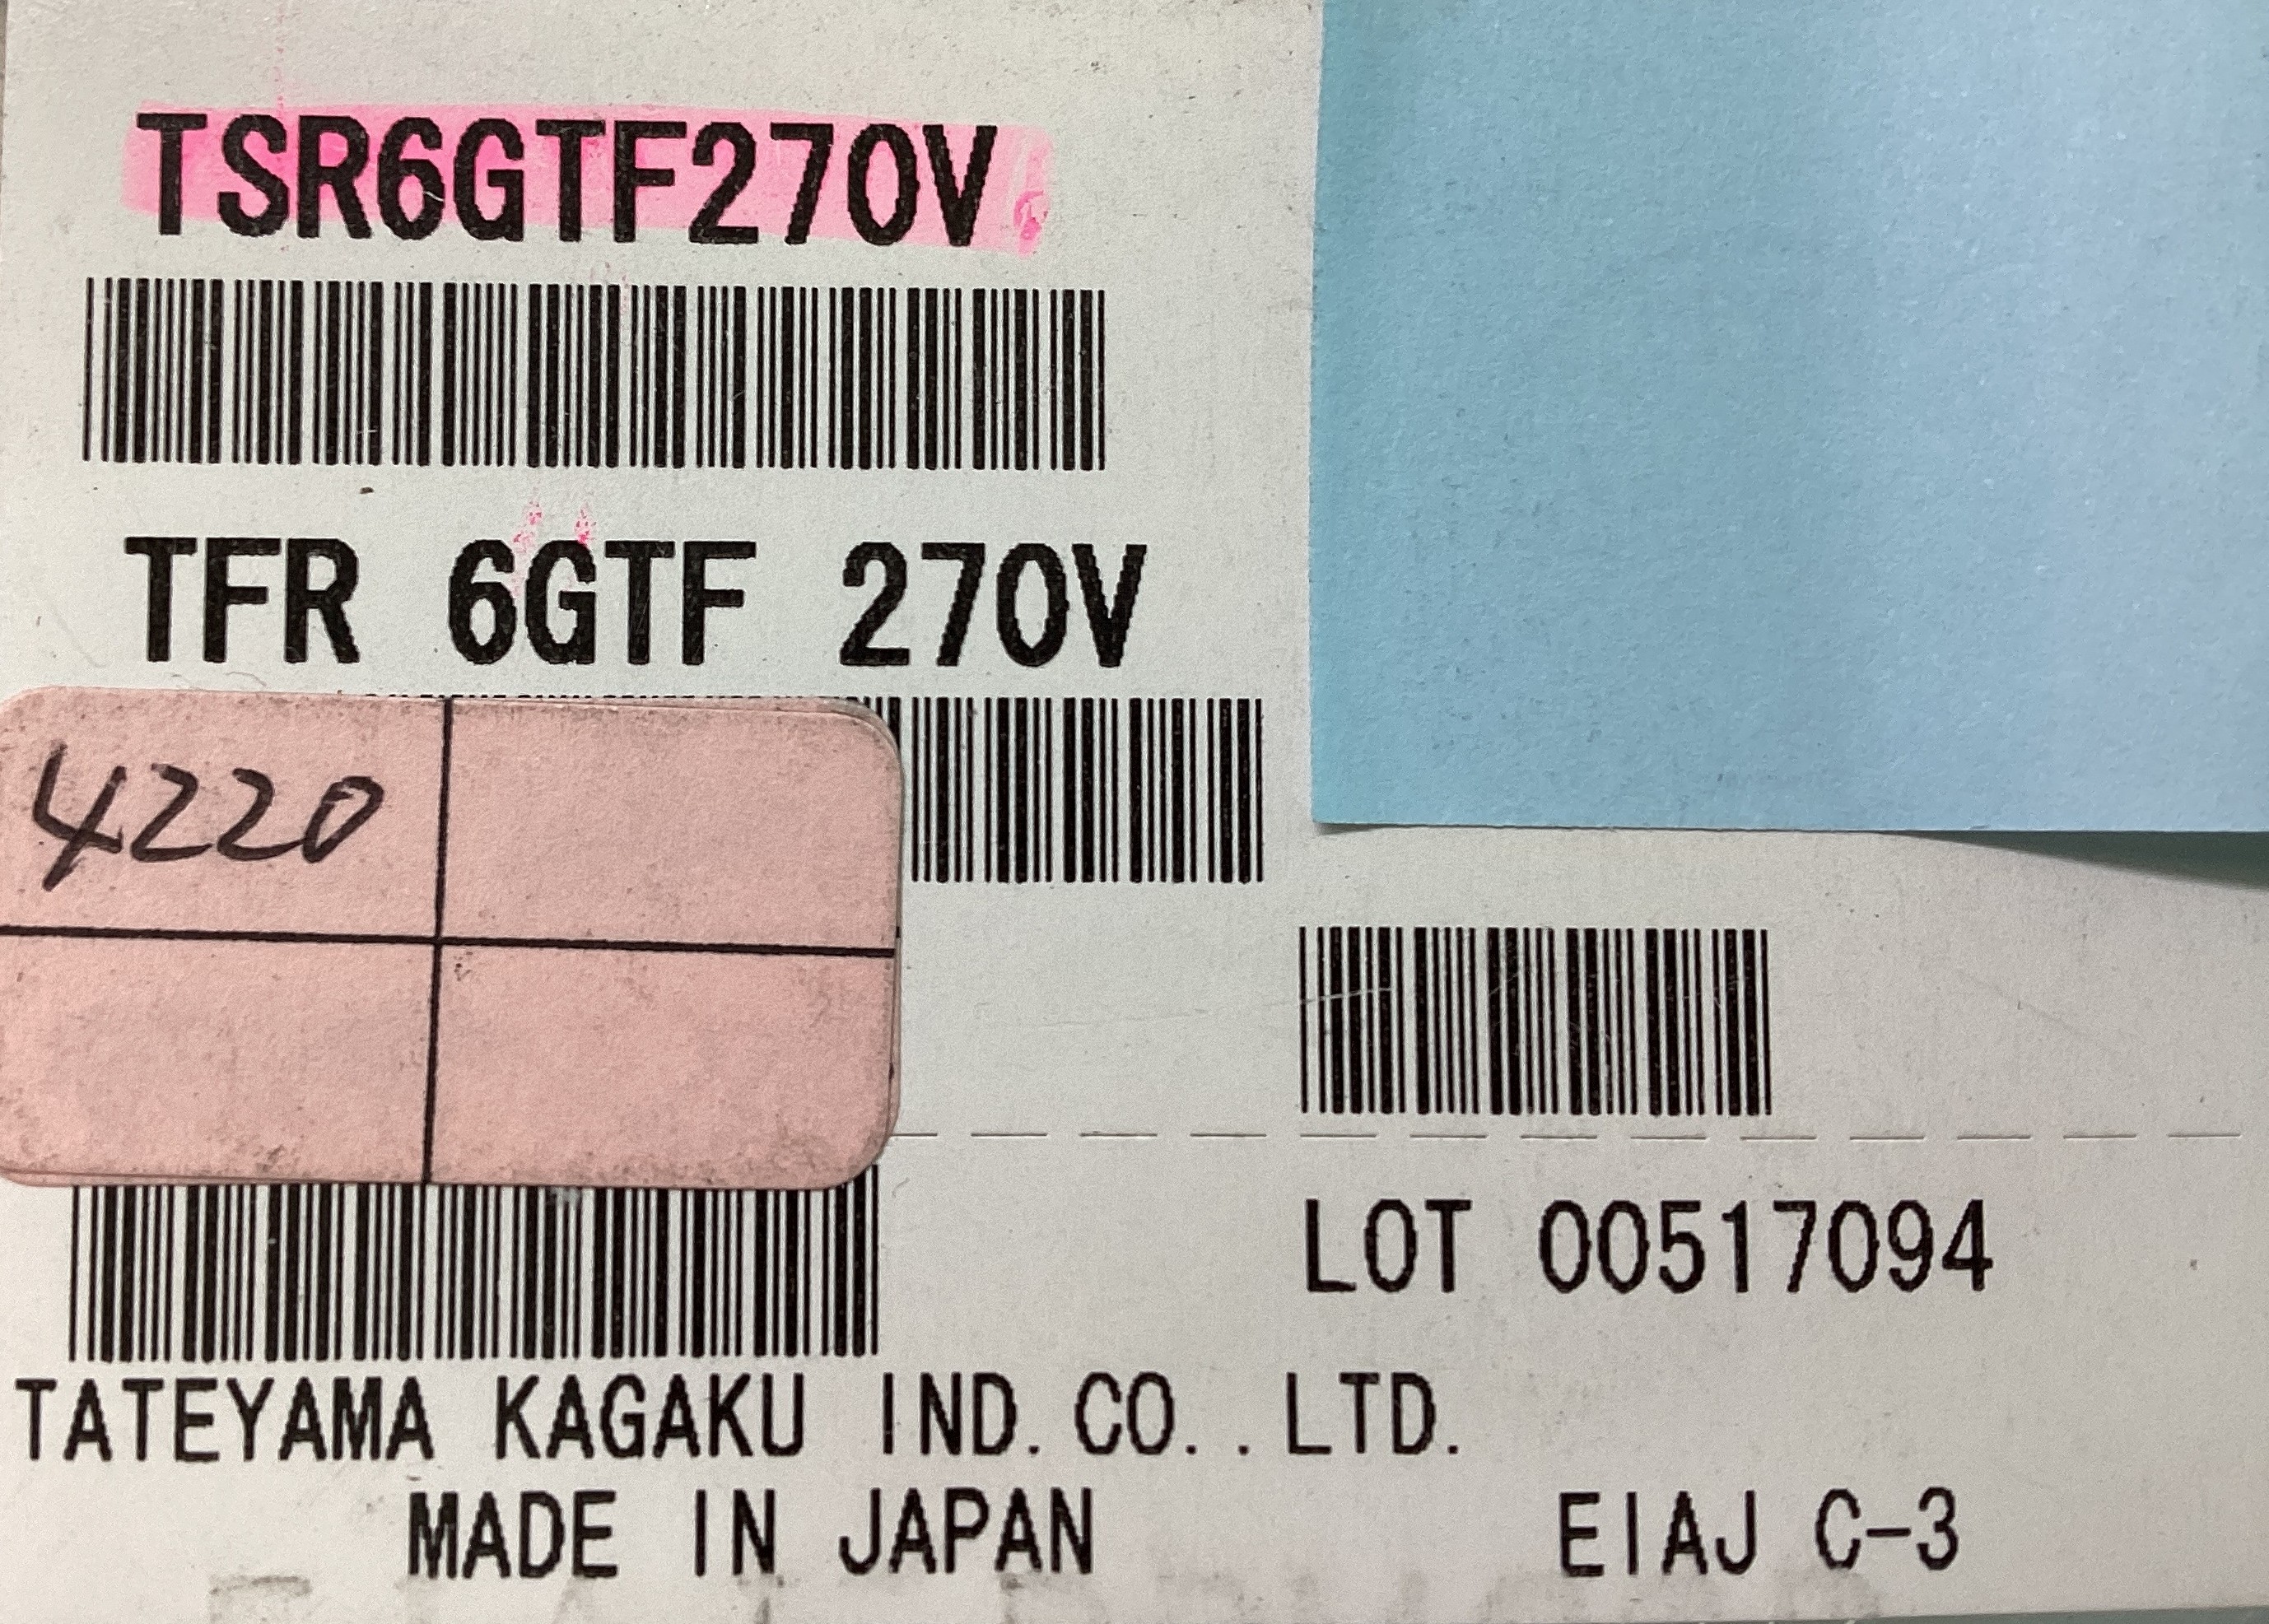 TSR6GTF270V
TFR 6GTF 270V
4220
LOT 00517094
TATEYAMA KAGAKU IND.CO..LTD.
MADE IN JAPAN
EIAJ C-3